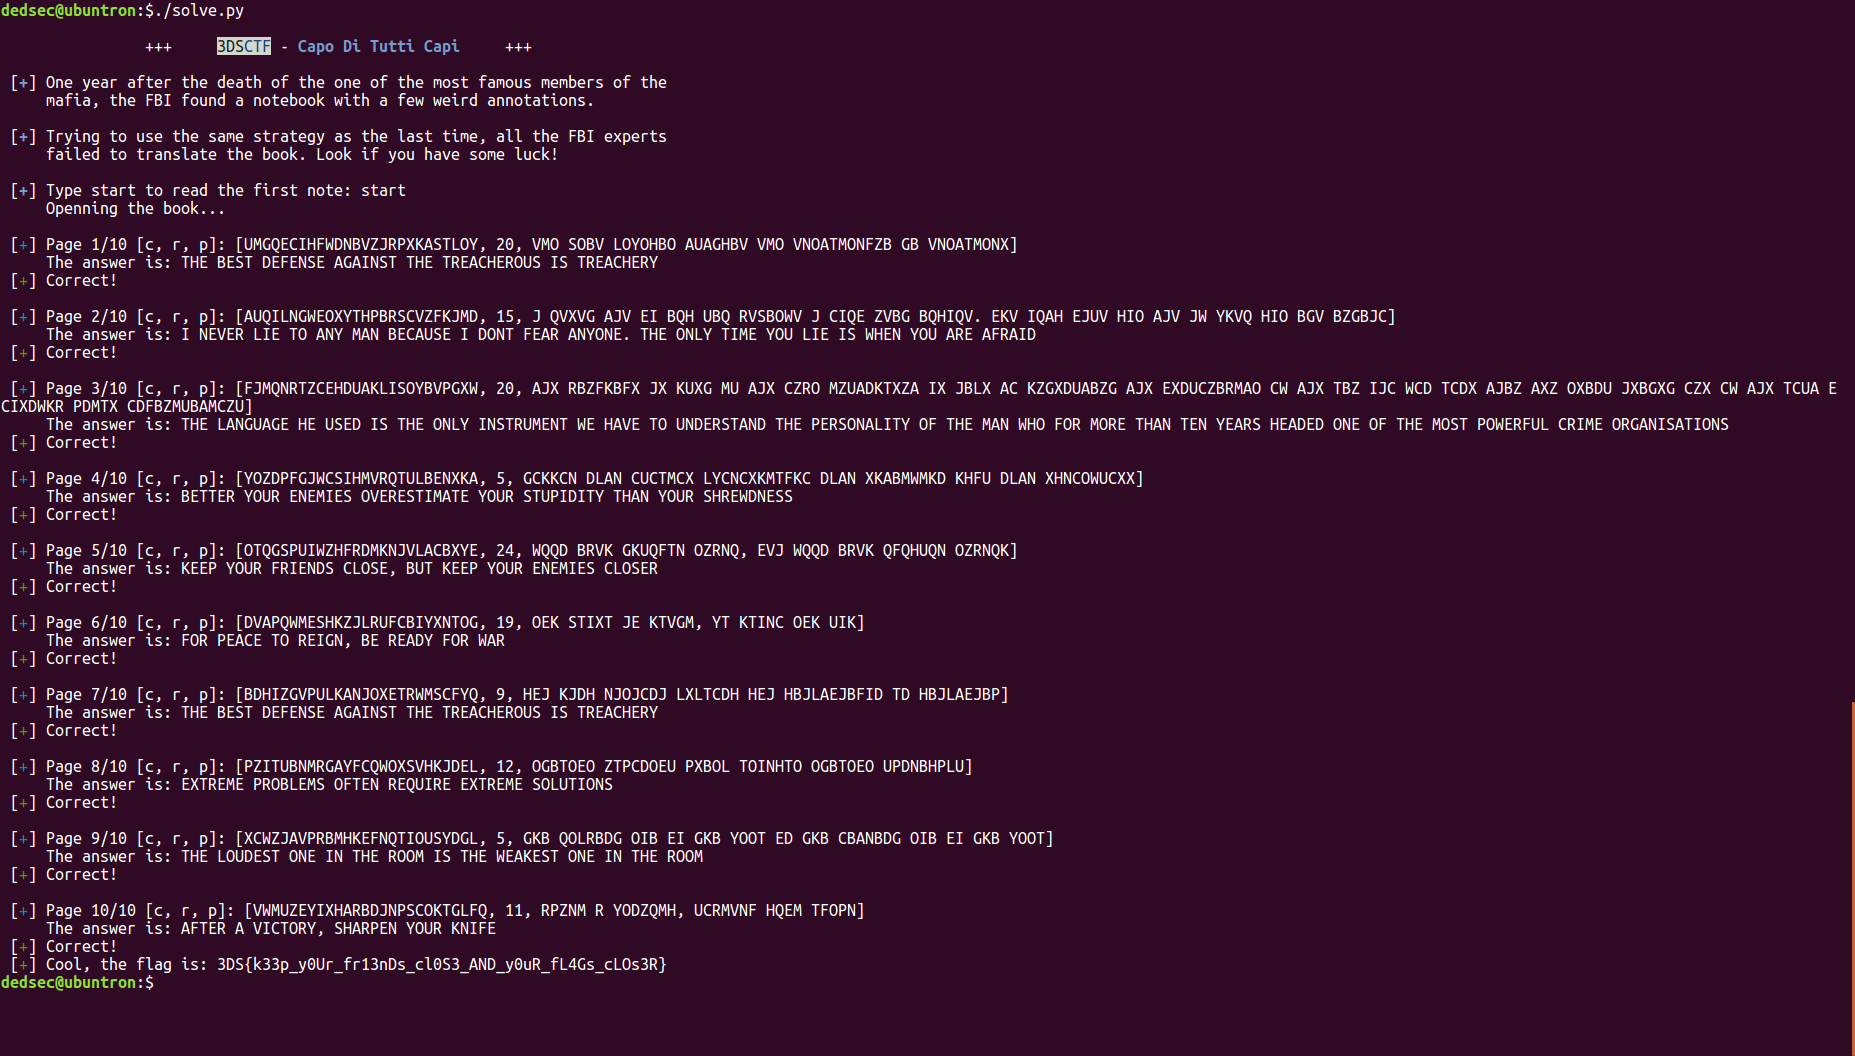 dedsec@ubuntron:$./solve.py
+++ 3DSCTF - Capo Di Tutti Capi +++
[+] One year after the death of the one of the most famous members of the
mafia, the FBI found a notebook with a few weird annotations.
[+] Trying to use the same strategy as the last time, all the FBI experts
failed to translate the book. Look if you have some luck!
[+] Type start to read the first note: start
Openning the book...
[+] Page 1/10 [c, r, p]: [UMGQECIHFWDNBVZJRPXKASTLOY, 20, VMO SOBV LOYOHBO AUAGHBV VMO VNOATMONFZB GB VNOATMONX]
The answer is: THE BEST DEFENSE AGAINST THE TREACHEROUS IS TREACHERY
[+] Correct!
[+] Page 2/10 [c, r, p]: [AUQILNGWEOXYTHPBRSCVZFKJMD, 15, J QVXVG AJV EI BQH UBQ RVSBOWV J CIQE ZVBG BQHIQV. EKV IQAH EJUV HIO AJV JW YKVQ HIO BGV BZGBJC]
The answer is: I NEVER LIE TO ANY MAN BECAUSE I DONT FEAR ANYONE. THE ONLY TIME YOU LIE IS WHEN YOU ARE AFRAID
[+] Correct!
[+] Page 3/10 [c, r, p]: [FJMQNRTZCEHDUAKLISOYBVPGXW, 20, AJX RBZFKBFX JX KUXG MU AJX CZRO MZUADKTXZA IX JBLX AC KZGXDUABZG AJX EXDUCZBRMAO CW AJX TBZ IJC WCD TCDX AJBZ AXZ OXBDU JXBGXG CZX CW AJX TCUA E
CIXDWKR PDMTX CDFBZMUBAMCZU]
The answer is: THE LANGUAGE HE USED IS THE ONLY INSTRUMENT WE HAVE TO UNDERSTAND THE PERSONALITY OF THE MAN WHO FOR MORE THAN TEN YEARS HEADED ONE OF THE MOST POWERFUL CRIME ORGANISATIONS
[+] Correct!
[+] Page 4/10 [c, r, p]: [YOZDPFGJWCSIHMVRQTULBENXKA, 5, GCKKCN DLAN CUCTMCX LYCNCXKMTFKC DLAN XKABMWMKD KHFU DLAN XHNCOWUCXX]
The answer is: BETTER YOUR ENEMIES OVERESTIMATE YOUR STUPIDITY THAN YOUR SHREWDNESS
[+] Correct!
[+] Page 5/10 [c, r, p]: [OTQGSPUIWZHFRDMKNJVLACBXYE, 24, WQQD BRVK GKUQFTN OZRNQ, EVJ WQQD BRVK QFQHUQN OZRNQK]
The answer is: KEEP YOUR FRIENDS CLOSE, BUT KEEP YOUR ENEMIES CLOSER
[+] Correct!
[+] Page 6/10 [c, r, p]: [DVAPQWMESHKZJLRUFCBIYXNTOG, 19, OEK STIXT JE KTVGM, YT KTINC OEK UIK]
The answer is: FOR PEACE TO REIGN, BE READY FOR WAR
[+] Correct!
[+] Page 7/10 [c, r, p]: [BDHIZGVPULKANJOXETRWMSCFYQ, 9, HEJ KJDH NJOJCDJ LXLTCDH HEJ HBJLAEJBFID TD HBJLAEJBP]
The answer is: THE BEST DEFENSE AGAINST THE TREACHEROUS IS TREACHERY
[+] Correct!
[+] Page 8/10 [c, r, p]: [PZITUBNMRGAYFCQWOXSVHKJDEL, 12, OGBTOEO ZTPCDOEU PXBOL TOINHTO OGBTOEO UPDNBHPLU]
The answer is: EXTREME PROBLEMS OFTEN REQUIRE EXTREME SOLUTIONS
[+] Correct!
[+] Page 9/10 [c, r, p]: [XCWZJAVPRBMHKEFNQTIOUSYDGL, 5, GKB QOLRBDG OIB EI GKB YOOT ED GKB CBANBDG OIB EI GKB YOOT]
The answer is: THE LOUDEST ONE IN THE ROOM IS THE WEAKEST ONE IN THE ROOM
[+] Correct!
[+] Page 10/10 [c, r, p]: [VWMUZEYIXHARBDJNPSCOKTGLFQ, 11, RPZNM R YODZQMH, UCRMVNF HQEM TFOPN]
The answer is: AFTER A VICTORY, SHARPEN YOUR KNIFE
[+] Correct!
[+] Cool, the flag is: 3DS{k33p_y0Ur_fr13nDs_cl0S3_AND_y0uR_fL4Gs_cLOs3R}
dedsec@ubuntron:$